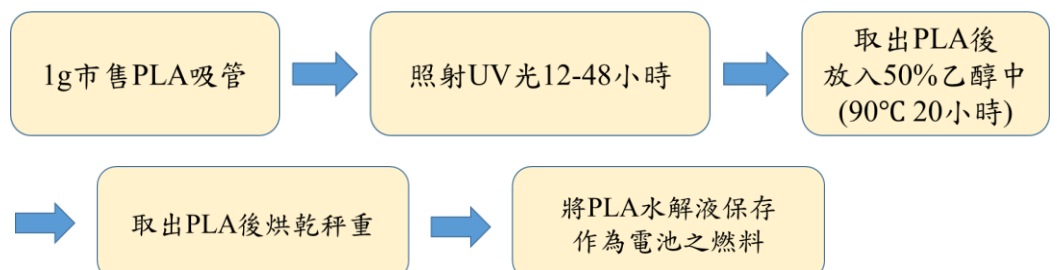 1g市售PLA吸管
照射UV光12-48小時
取出PLA後
放入50%乙醇中
(90℃ 20小時)
取出PLA後烘乾秤重
將PLA水解液保存
作為電池之燃料